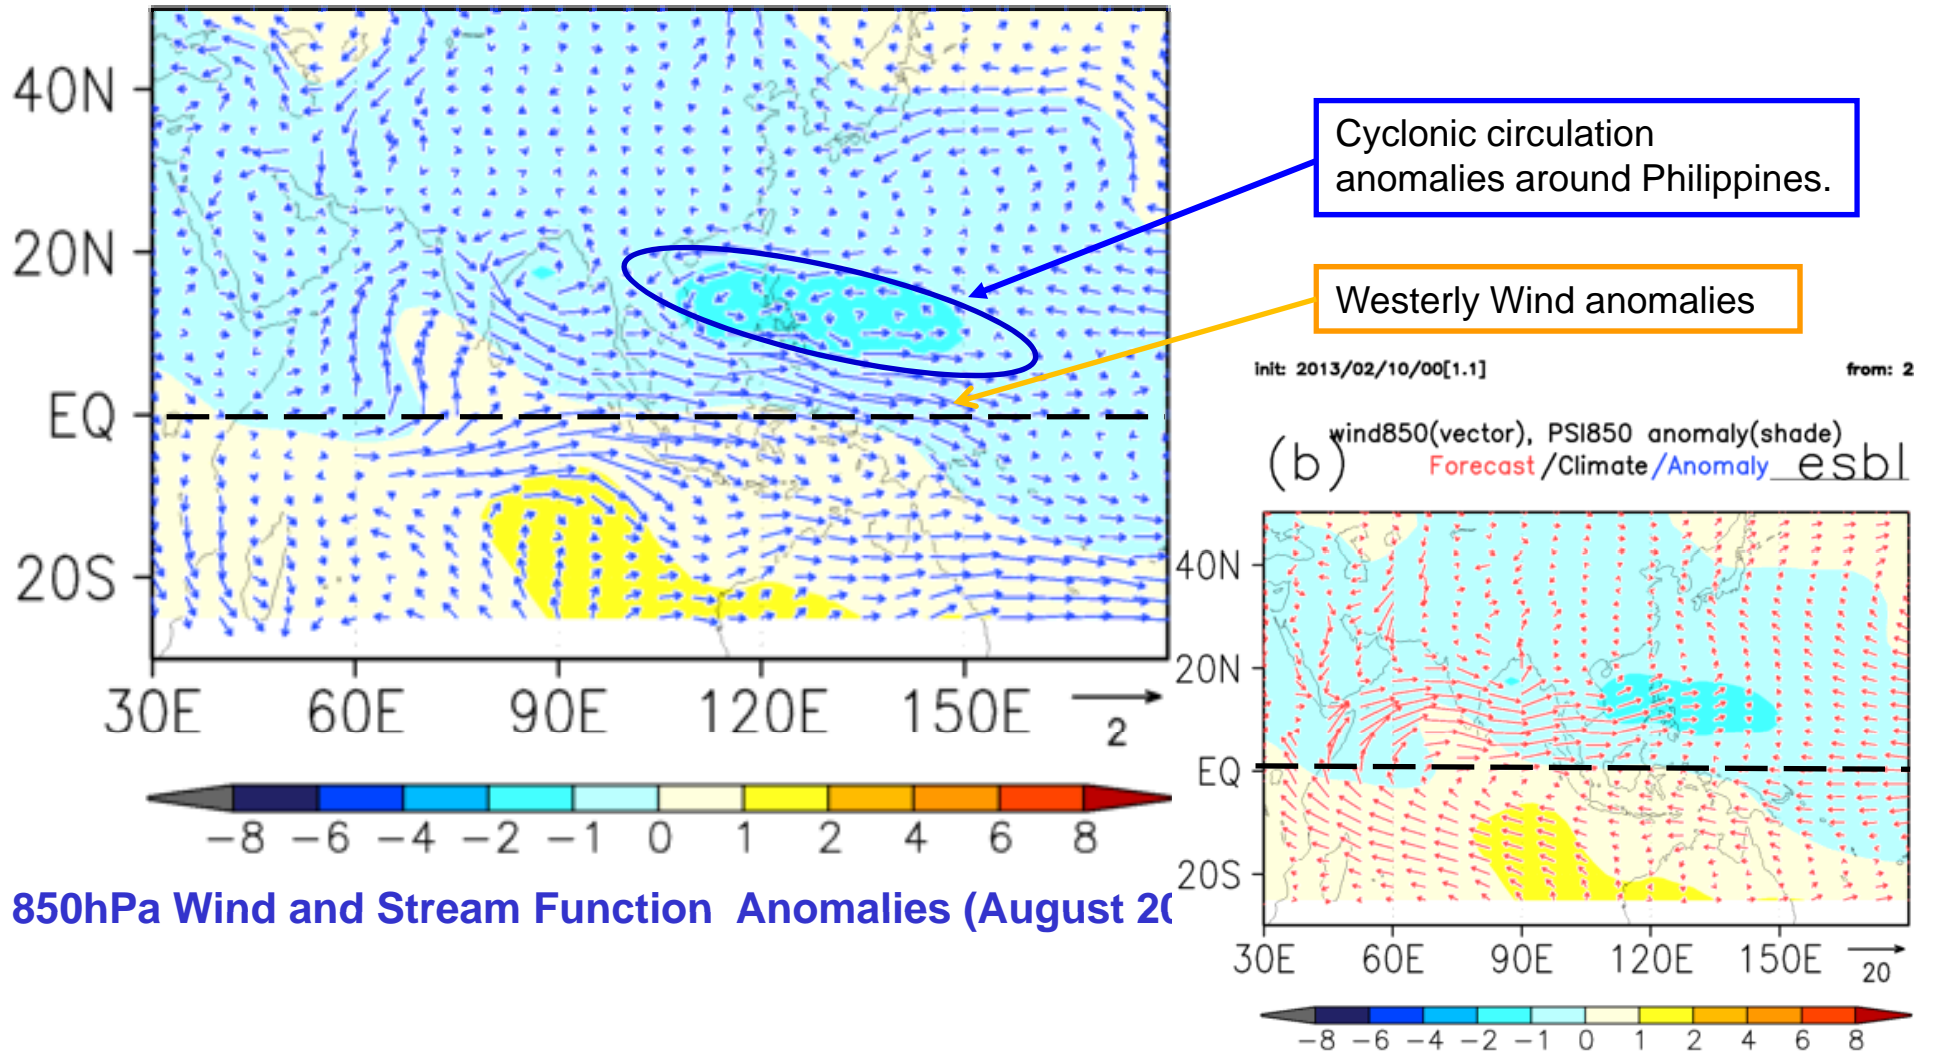 40N
20N
EQ
20S
30E 60E 90E 120E 150E
2
−8 −6 −4 −2 −1 0 1 2 4 6 8
850hPa Wind and Stream Function Anomalies (August 20
Cyclonic circulation
anomalies around Philippines.
Westerly Wind anomalies
init: 2013/02/10/00[1.1] from: 2
(b) wind850(vector), PSI850 anomaly(shade)
Forecast /Climate/Anomaly esbl
40N
20N
EQ
20S
30E 60E 90E 120E 150E
20
−8 −6 −4 −2 −1 0 1 2 4 6 8